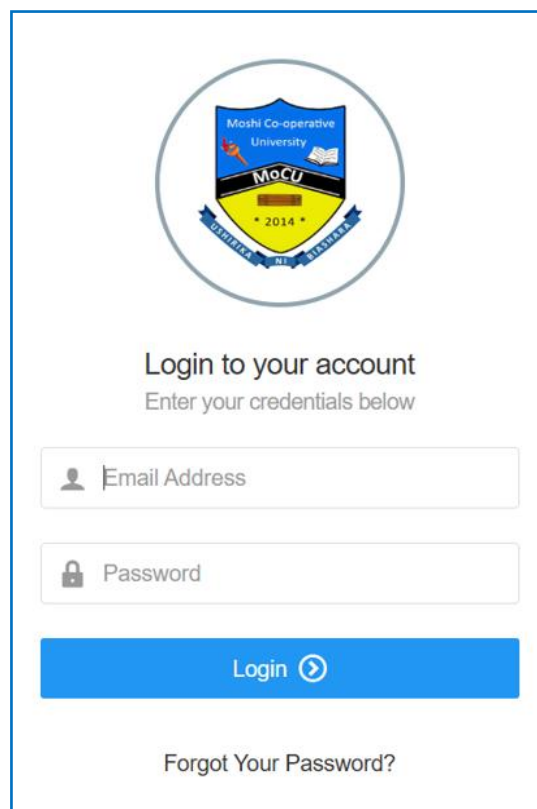 Moshi Co-operative
University
MoCU
* 2014 *
USHIRIKA NI BIASHARA
Login to your account
Enter your credentials below
Email Address
Password
Login
Forgot Your Password?